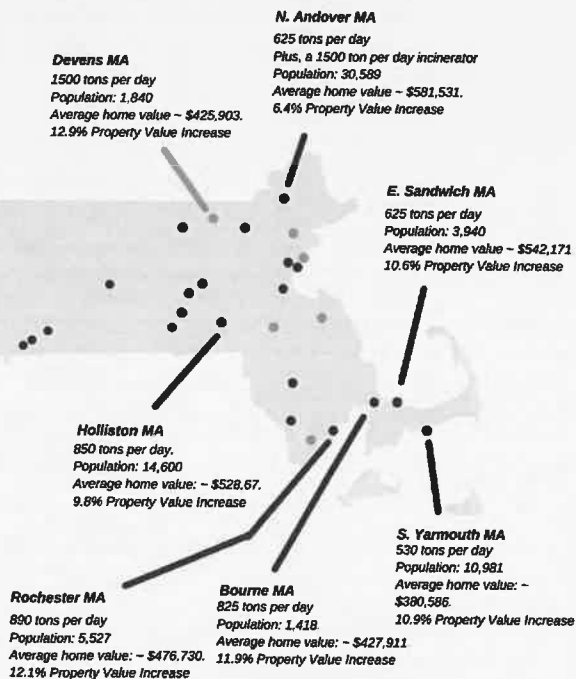 N. Andover MA
625 tons per day
Plus, a 1500 ton per day incinerator
Population: 30,589
Average home value ~ $581,531.
6.4% Property Value Increase
Devens MA
1500 tons per day
Population: 1,840
Average home value ~ $425,903.
12.9% Property Value Increase
E. Sandwich MA
625 tons per day
Population: 3,940
Average home value ~ $542,171
10.6% Property Value Increase
Holliston MA
850 tons per day.
Population: 14,600
Average home value: ~ $528.67.
9.8% Property Value Increase
S. Yarmouth MA
530 tons per day
Population: 10,981
Average home value: ~
$380,586.
10.9% Property Value Increase
Rochester MA
890 tons per day
Population: 5,527
Average home value: ~ $476.730.
12.1% Property Value Increase
Bourne MA
825 tons per day
Population: 1,418.
Average home value: ~ $427,911
11.9% Property Value Increase